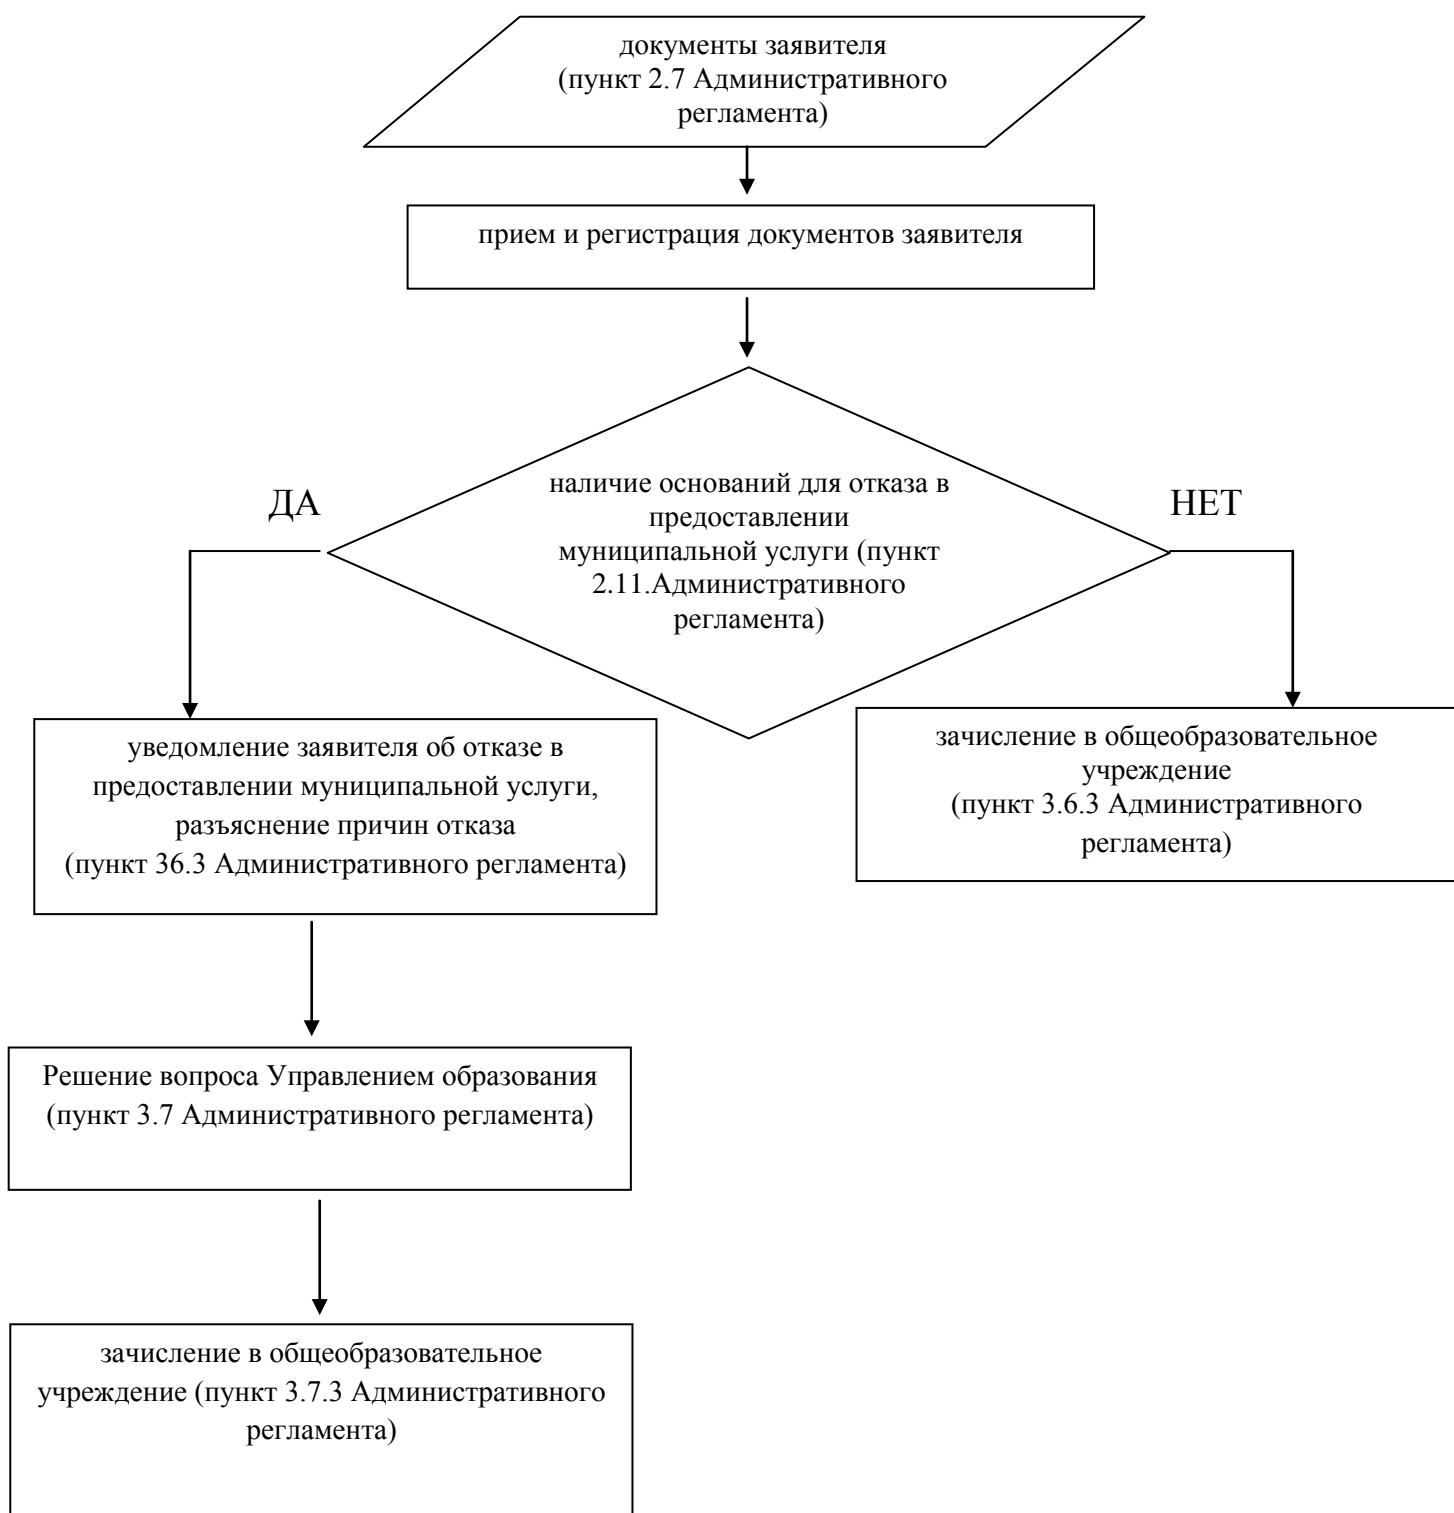 документы заявителя
(пункт 2.7 Административного
регламента)
прием и регистрация документов заявителя
наличие оснований для отказа в
предоставлении
муниципальной услуги (пункт
2.11.Административного
регламента)
ДА
НЕТ
уведомление заявителя об отказе в
предоставлении муниципальной услуги,
разъяснение причин отказа
(пункт 36.3 Административного регламента)
зачисление в общеобразовательное
учреждение
(пункт 3.6.3 Административного
регламента)
Решение вопроса Управлением образования
(пункт 3.7 Административного регламента)
зачисление в общеобразовательное
учреждение (пункт 3.7.3 Административного
регламента)